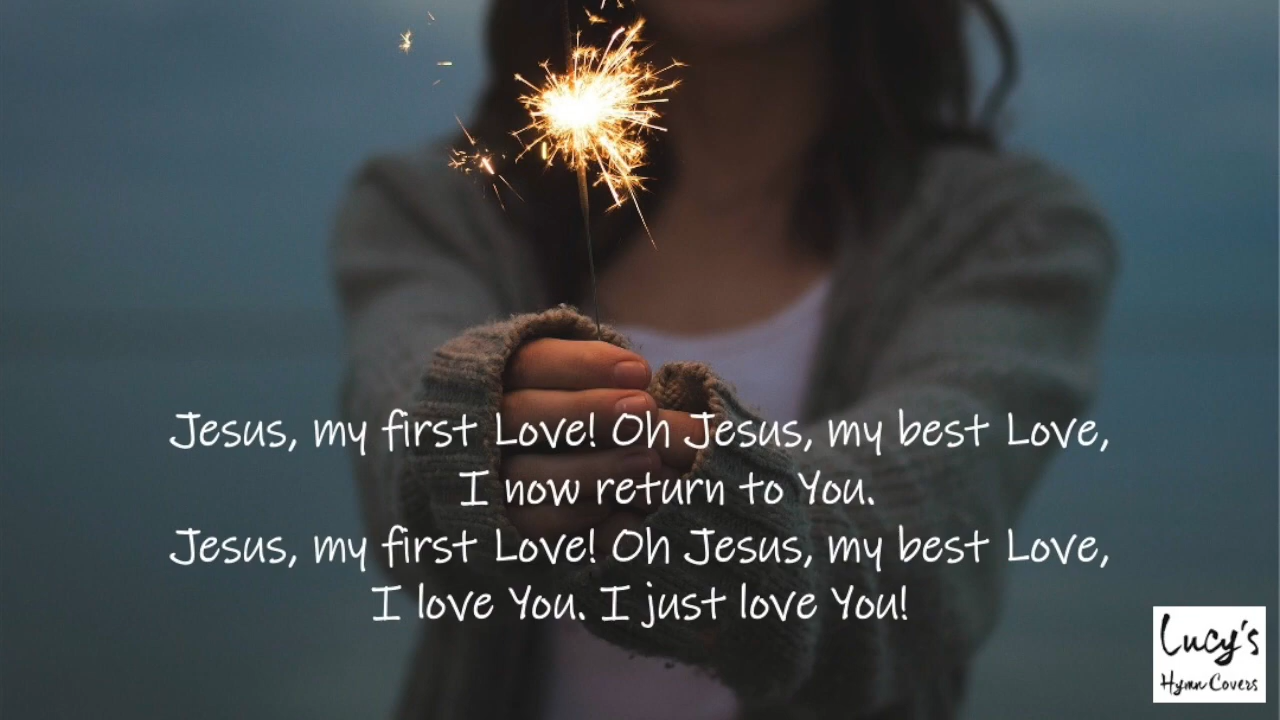 Jesus, my first Love! Oh Jesus, my best Love,
I now return to You.
Jesus, my first Love! Oh Jesus, my best Love,
I love You. I just love You!
Lucy's
Hymn Covers